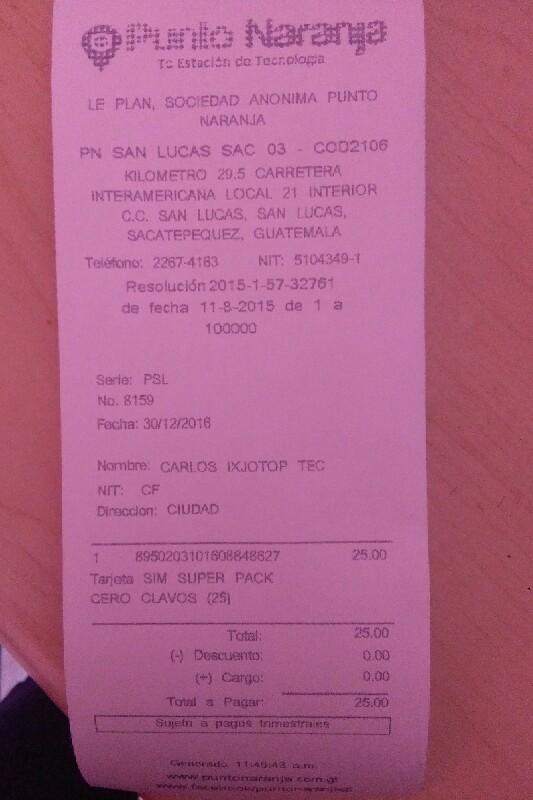 Punto Naranja
Tu Estación de Tecnología
LE PLAN, SOCIEDAD ANONIMA PUNTO
NARANJA
PN SAN LUCAS SAC 03 - COD2106
KILOMETRO 29.5 CARRETERA
INTERAMERICANA LOCAL 21 INTERIOR
C.C. SAN LUCAS, SAN LUCAS,
SACATEPEQUEZ, GUATEMALA
Teléfono: 2267-4183 NIT: 5104349-1
Resolución 2015-1-57-32761
de fecha 11-8-2015 de 1 a
100000
Serie: PSL
No. 8159
Fecha: 30/12/2016
Nombre: CARLOS IXJOTOP TEC
NIT: CF
Direccion: CIUDAD
1 8950203101608648627 25.00
Tarjeta SIM SUPER PACK
CERO CLAVOS (25)
Total: 25.00
(-) Descuento: 0.00
(+) Cargo: 0.00
Total a Pagar: 25.00
Sujeto a pagos trimestrales
Generado 11:46:43 a.m.
www.puntonaranja.com.gt
www.facebook/puntonaranjagt